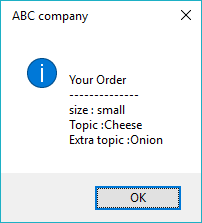 ABC company
Your Order
--------------
size : small
Topic :Cheese
Extra topic :Onion
OK